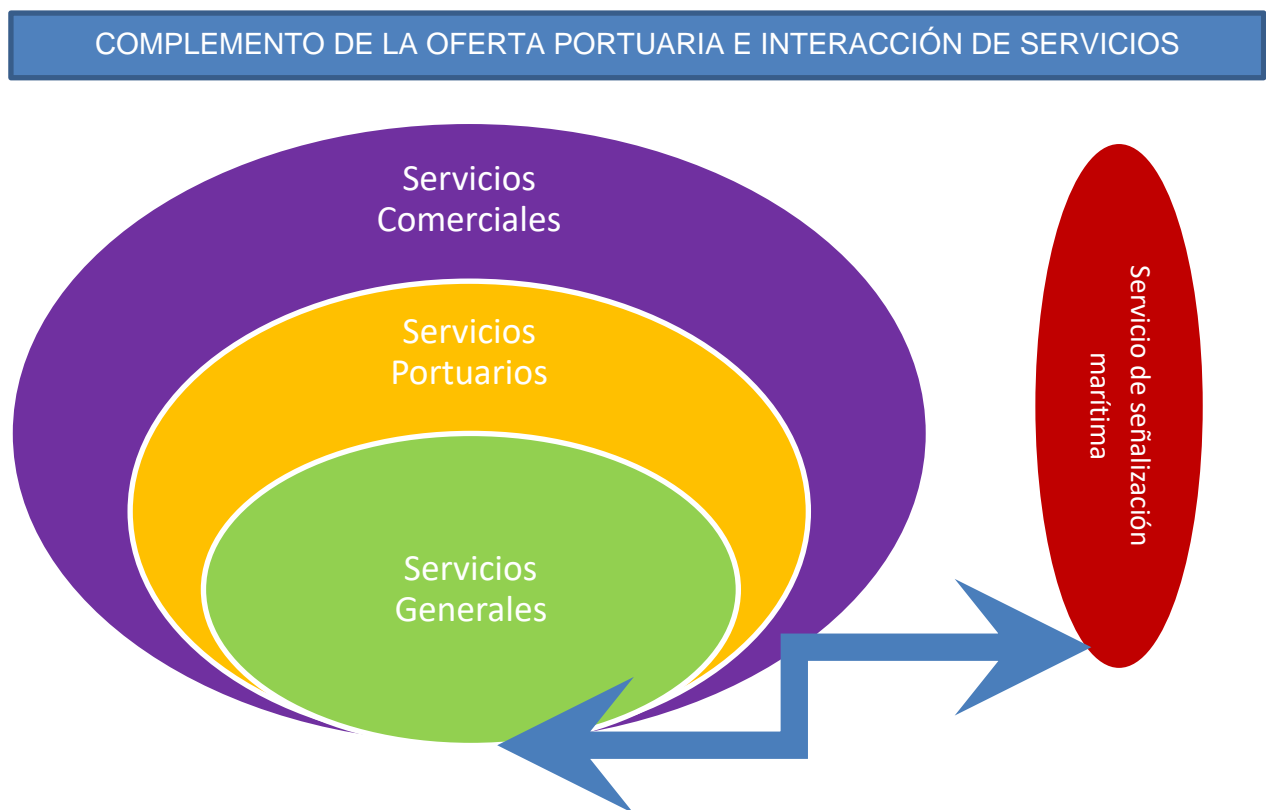 COMPLEMENTO DE LA OFERTA PORTUARIA E INTERACCIÓN DE SERVICIOS
Servicios
Comerciales
Servicios
Portuarios
Servicios
Generales
Servicio de señalización
marítima